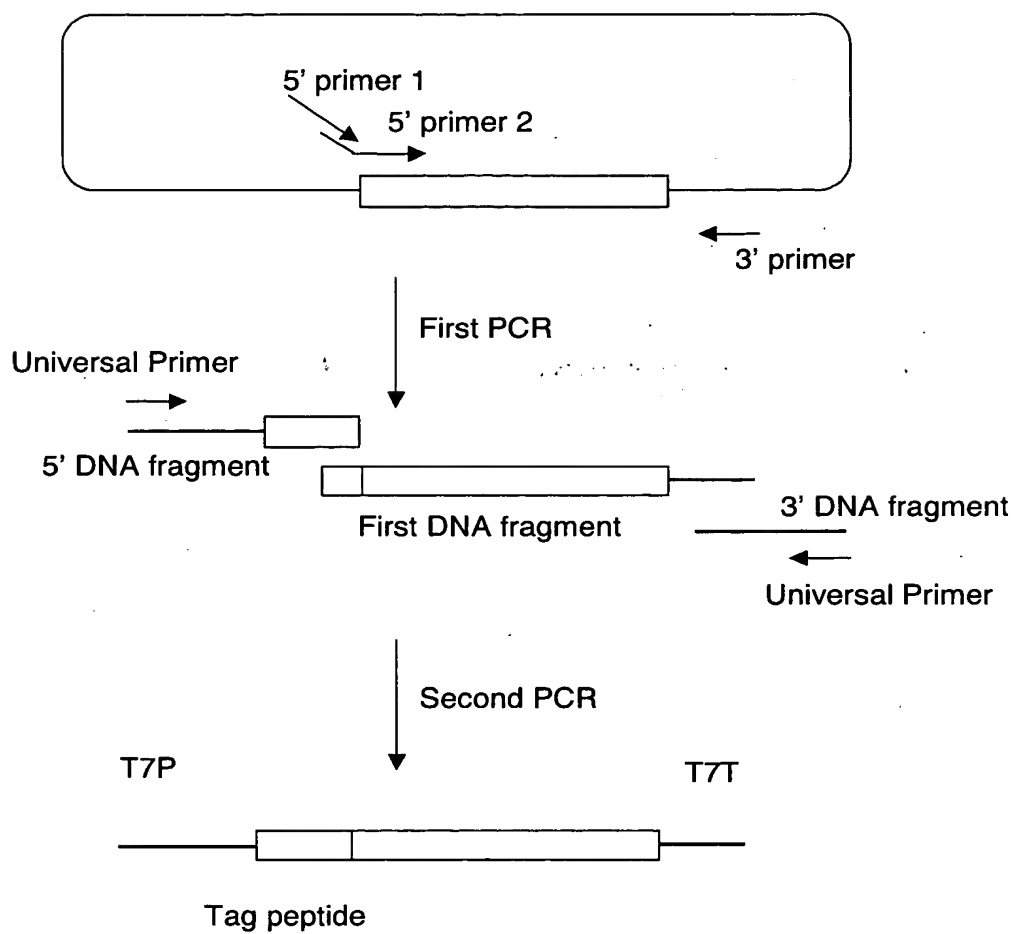 5' primer 1
5' primer 2
3' primer
First PCR
Universal Primer
5' DNA fragment
First DNA fragment
3' DNA fragment
Universal Primer
Second PCR
T7P
T7T
Tag peptide